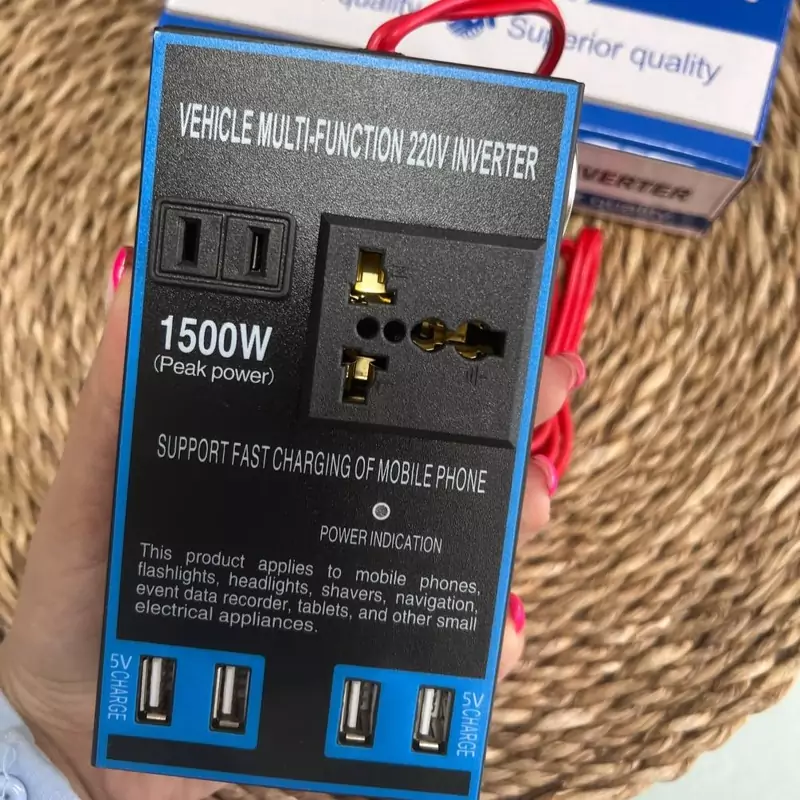 quality
Superior quality
VERTER
quality
VEHICLE MULTI-FUNCTION 220V INVERTER
1500W
(Peak power)
SUPPORT FAST CHARGING OF MOBILE PHONE
POWER INDICATION
This product applies to mobile phones,
flashlights, headlights, shavers, navigation,
event data recorder, tablets, and other small
electrical appliances.
5V CHARGE
5V CHARGE